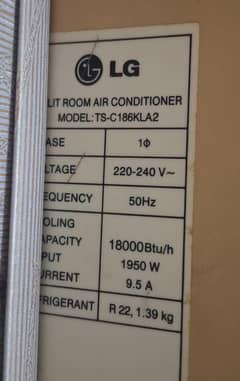 LG
LIT ROOM AIR CONDITIONER
MODEL: TS-C186KLA2
ASE 1Φ
LTAGE 220-240 V~
EQUENCY 50Hz
OLING
APACITY 18000Btu/h
PUT 1950 W
URRENT 9.5 A
FRIGERANT R 22, 1.39 kg